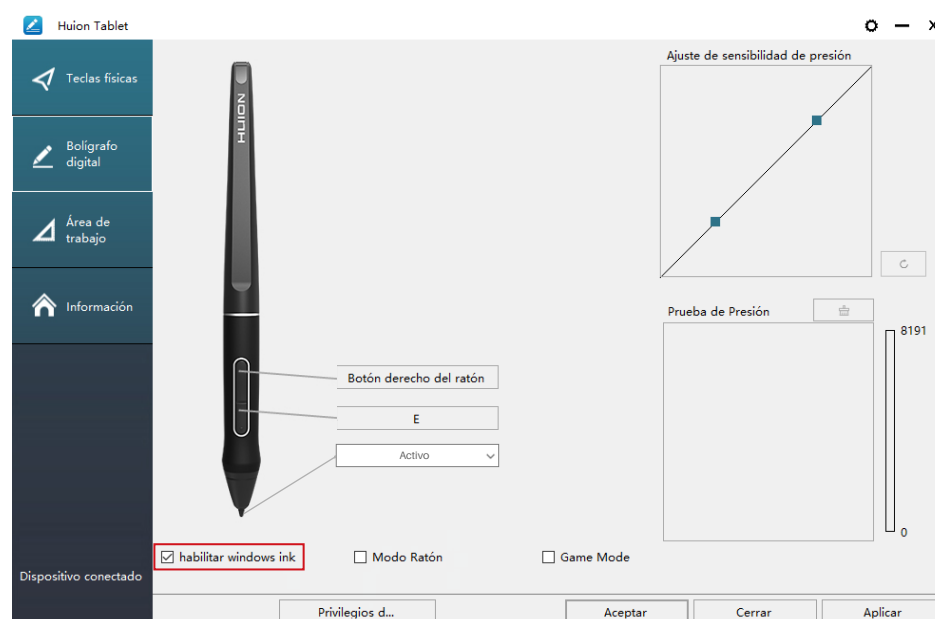 Huion Tablet
Teclas físicas
Boligrafo
digital
Área de
trabajo
Información
Dispositivo conectado
HUION
Botón derecho del ratón
E
Activo
Ajuste de sensibilidad de presión
Prueba de Presión
8191
0
habilitar windows ink
Modo Ratón
Game Mode
Privilegios d...
Aceptar
Cerrar
Aplicar